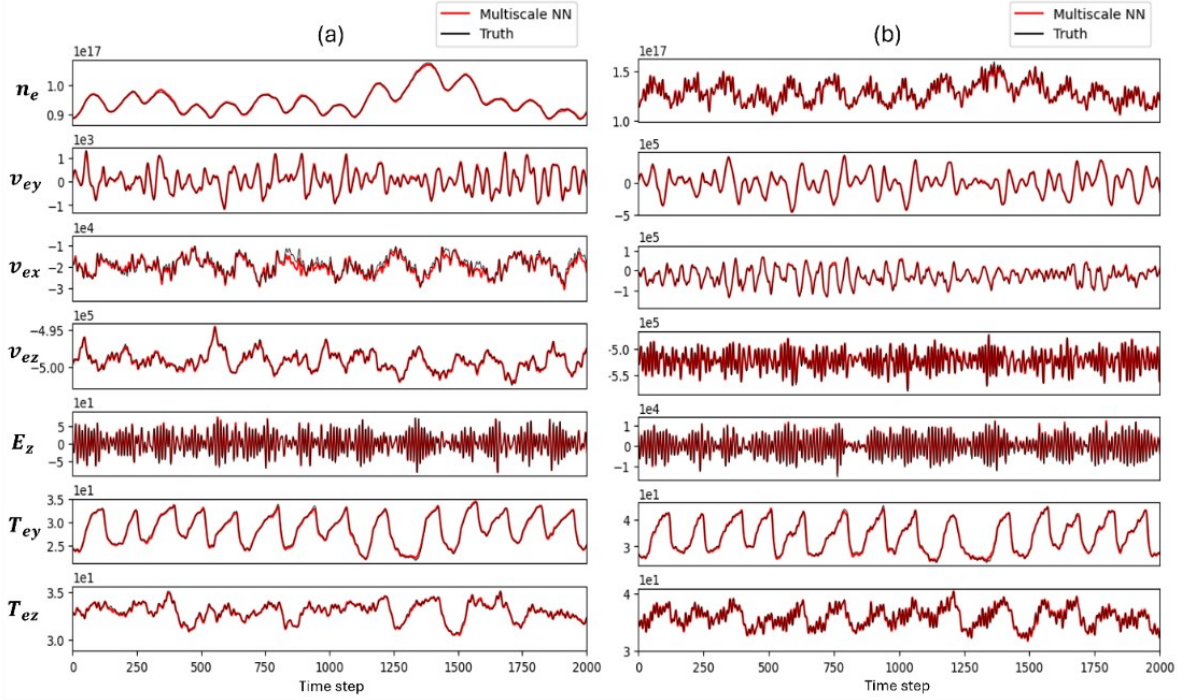 (a)
Multiscale NN
Truth
(b)
Multiscale NN
Truth
1e17
n_e
1.0
0.9
1e17
1.5
1.0
1e3
v_ey
1
0
−1
1e5
0
−5
1e4
v_ex
−1
−2
−3
1e5
1
0
−1
1e5
v_ez
−4.95
−5.00
1e5
−5.0
−5.5
1e1
E_z
5
0
−5
1e4
1
0
−1
1e1
T_ey
3.5
3.0
2.5
1e1
4
3
1e1
T_ez
3.5
3.0
1e1
4
3
0 250 500 750 1000 1250 1500 1750 2000
Time step
0 250 500 750 1000 1250 1500 1750 2000
Time step